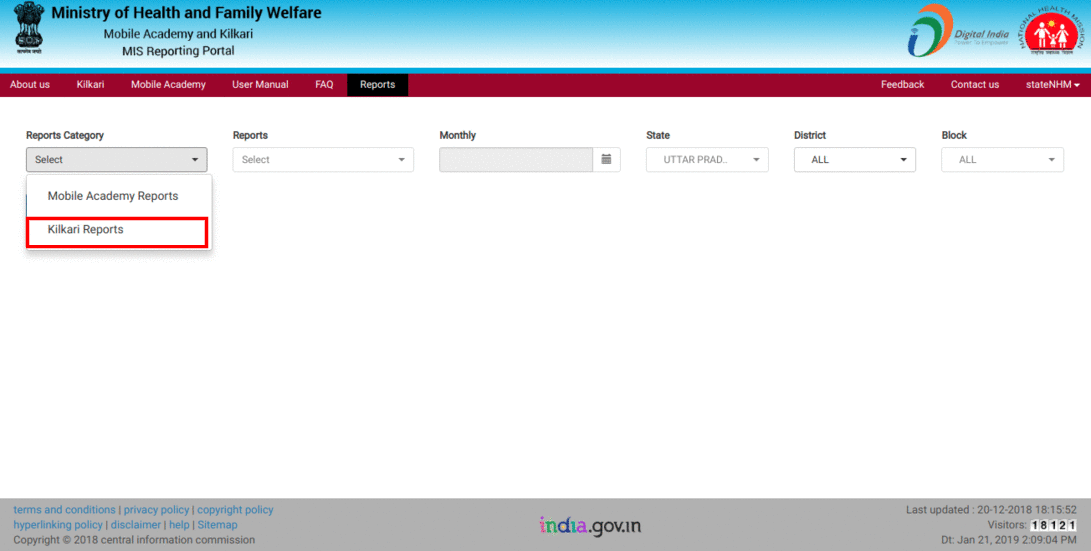 Ministry of Health and Family Welfare
Mobile Academy and Kilkari
MIS Reporting Portal
Digital India
Power To Empower
NATIONAL HEALTH MISSION
About us Kilkari Mobile Academy User Manual FAQ Reports Feedback Contact us stateNHM
Reports Category Reports Monthly State District Block
Select Select UTTAR PRAD.. ALL ALL
Mobile Academy Reports
Kilkari Reports
terms and conditions | privacy policy | copyright policy
hyperlinking policy | disclaimer | help | Sitemap
Copyright © 2018 central information commission
india.gov.in
Last updated : 20-12-2018 18:15:52
Visitors: 18121
Dt: Jan 21, 2019 2:09:04 PM